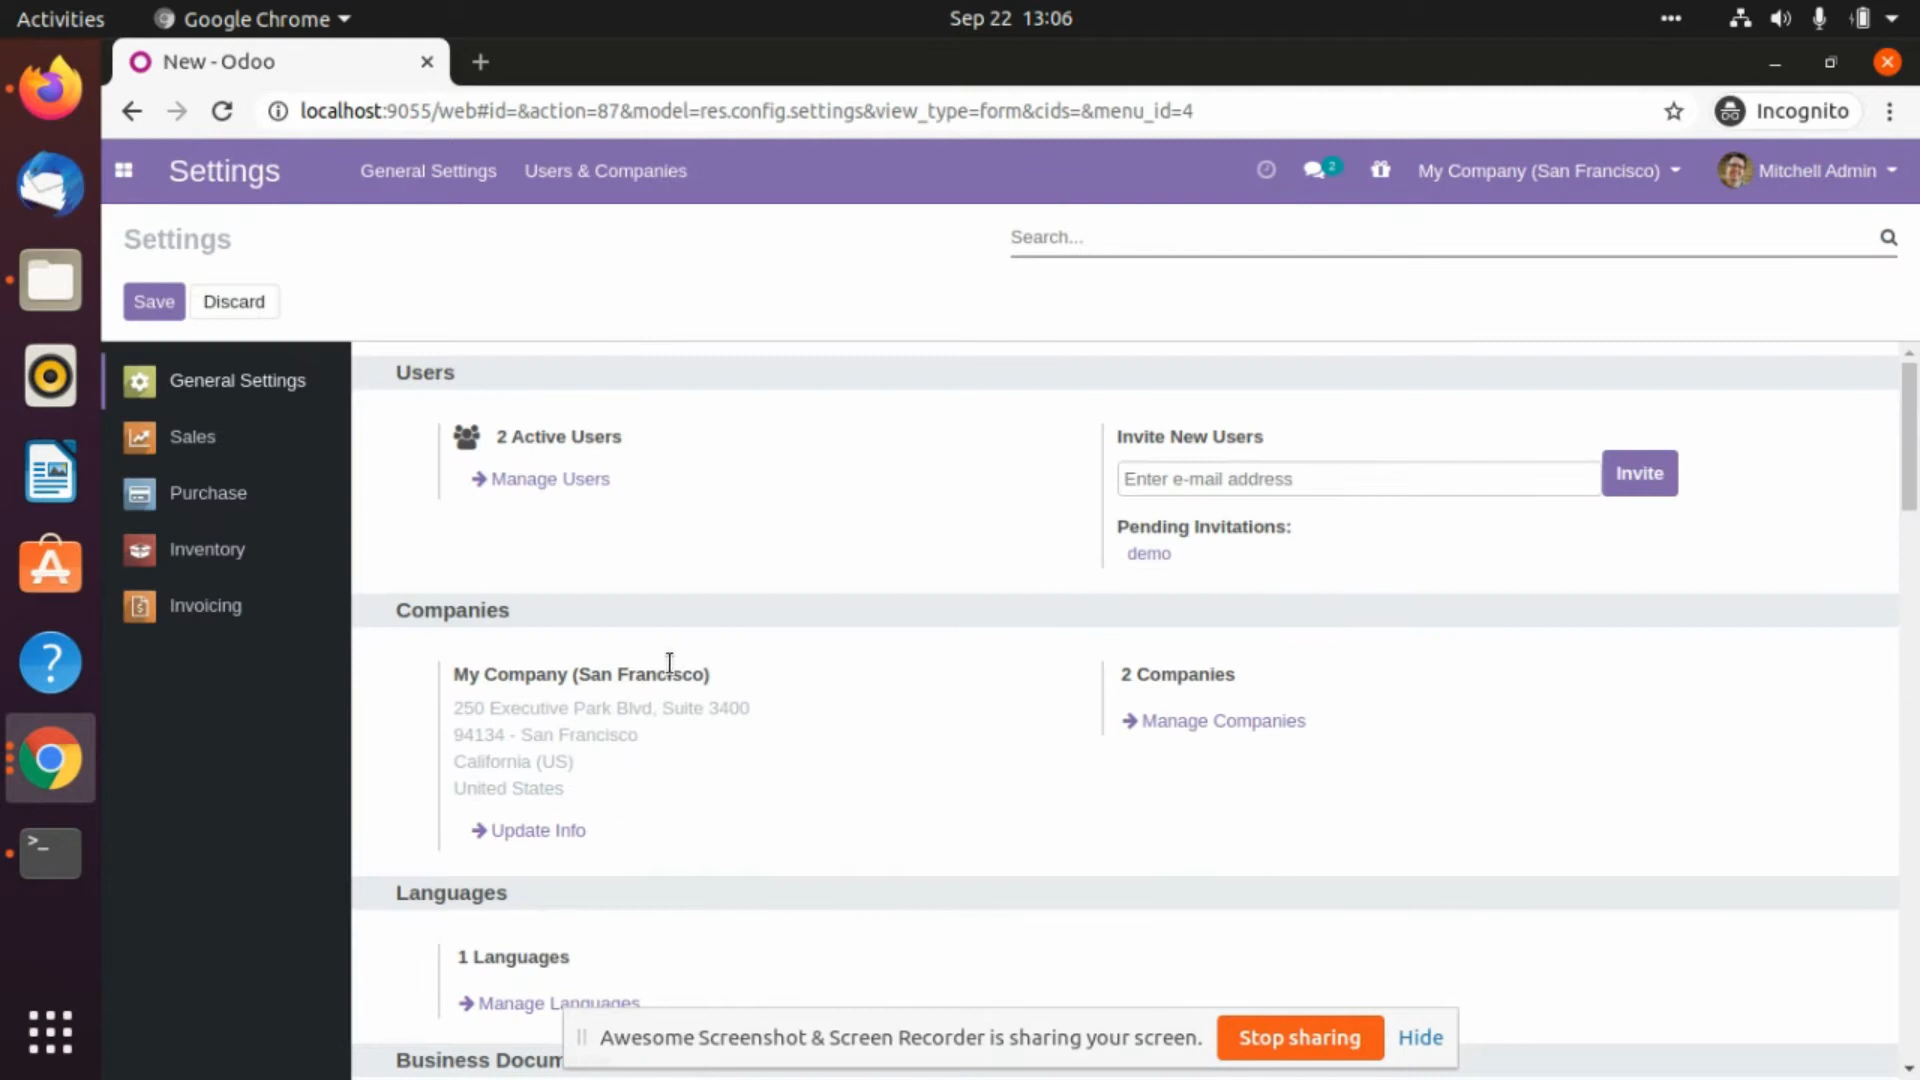 Activities
Google Chrome
Sep 22 13:06
New - Odoo
localhost:9055/web#id=&action=87&model=res.config.settings&view_type=form&cids=&menu_id=4
Incognito
Settings
General Settings
Users & Companies
2
My Company (San Francisco)
Mitchell Admin
Settings
Search...
Save
Discard
General Settings
Sales
Purchase
Inventory
Invoicing
Users
2 Active Users
Manage Users
Invite New Users
Enter e-mail address
Invite
Pending Invitations:
demo
Companies
My Company (San Francisco)
250 Executive Park Blvd, Suite 3400
94134 - San Francisco
California (US)
United States
Update Info
2 Companies
Manage Companies
Languages
1 Languages
Manage Languages
Business Docum
Awesome Screenshot & Screen Recorder is sharing your screen.
Stop sharing
Hide